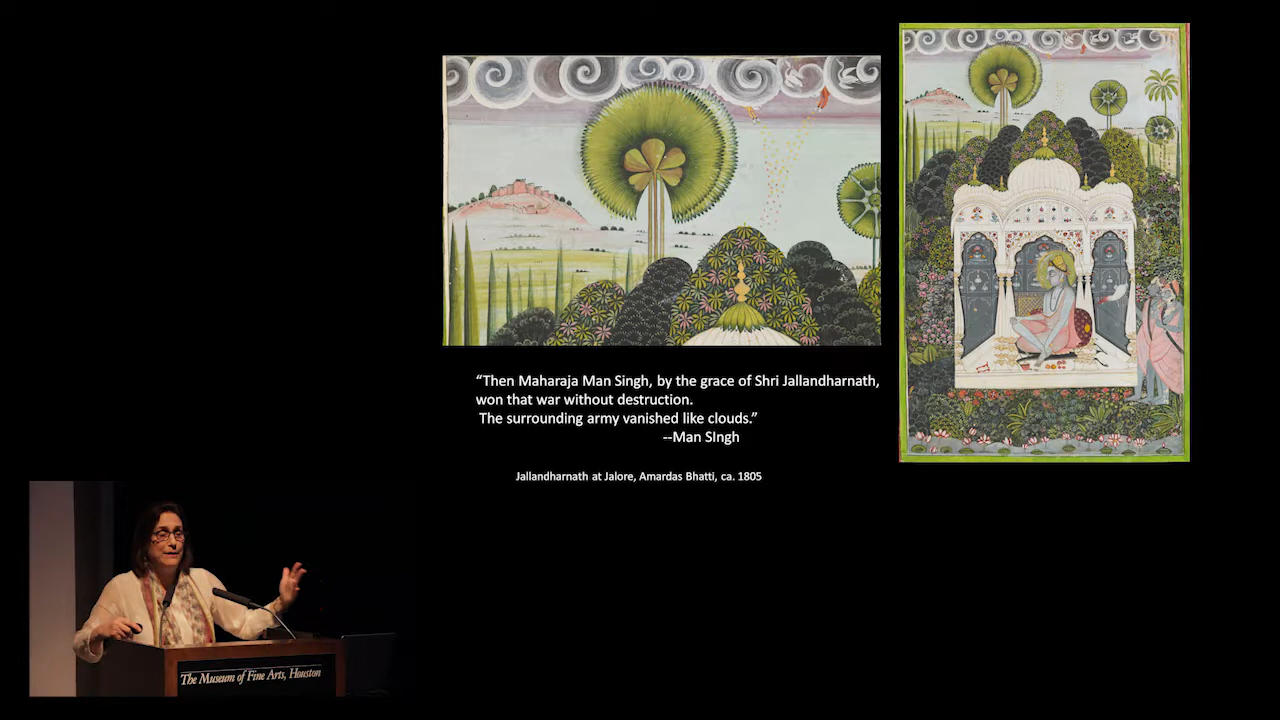 “Then Maharaja Man Singh, by the grace of Shri Jallandharnath,
won that war without destruction.
The surrounding army vanished like clouds.”
--Man SIngh
Jallandharnath at Jalore, Amardas Bhatti, ca. 1805
The Museum of Fine Arts, Houston